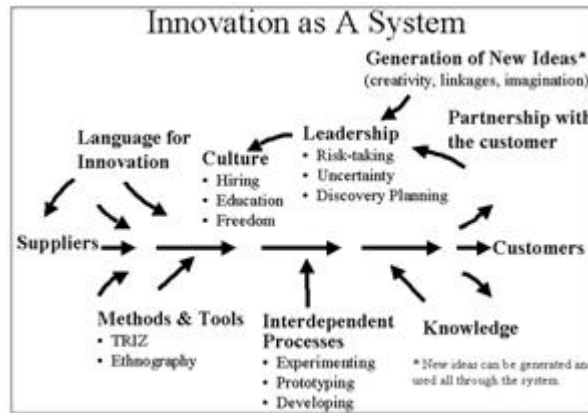 Innovation as A System
Generation of New Ideas*
(creativity, linkages, imagination)
Partnership with
the customer
Language for
Innovation
Leadership
• Risk-taking
• Uncertainty
• Discovery Planning
Culture
• Hiring
• Education
• Freedom
Suppliers
Customers
Methods & Tools
• TRIZ
• Ethnography
Interdependent
Processes
• Experimenting
• Prototyping
• Developing
Knowledge
* New ideas can be generated and
used all through the system.